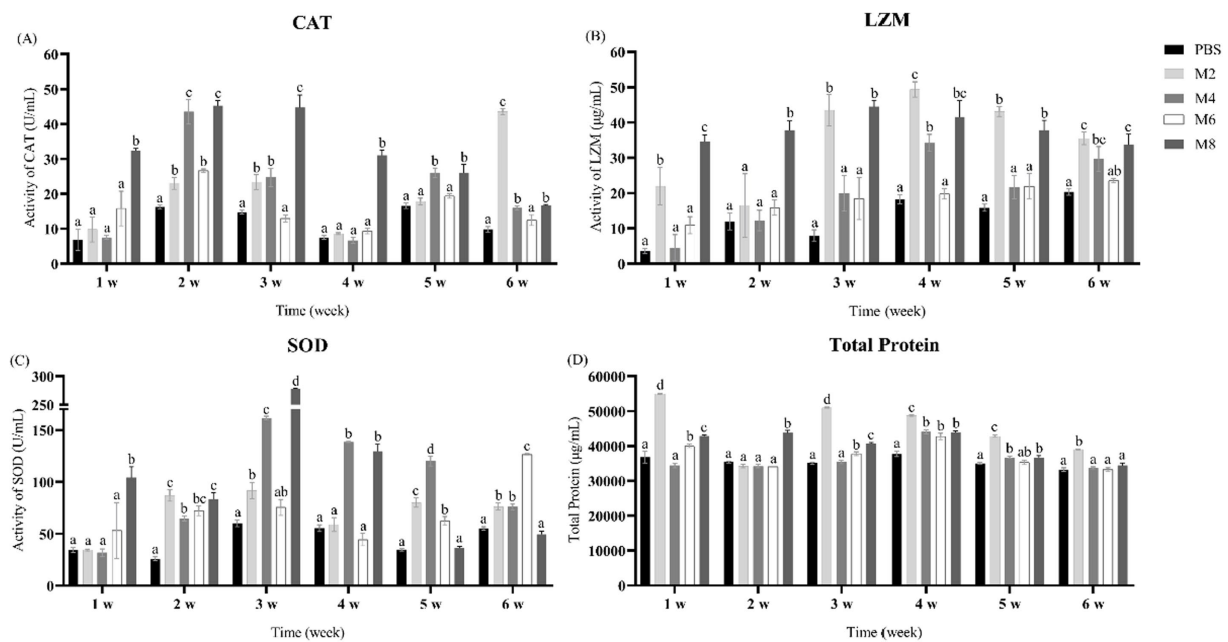 (A)
CAT
Activity of CAT (U/mL)
60
50
40
30
20
10
0
a a a a b
a b c b c
a b b a c
a a a a b
a a b a b
a c b a b
1 w 2 w 3 w 4 w 5 w 6 w
Time (week)
(B)
LZM
Activity of LZM (μg/mL)
60
50
40
30
20
10
0
a b a a c
a a a a b
a b a a b
a c b a bc
a b a a b
a c bc ab c
1 w 2 w 3 w 4 w 5 w 6 w
Time (week)
PBS
M2
M4
M6
M8
(C)
SOD
Activity of SOD (U/mL)
300
250
150
100
50
0
a a a a b
a c b bc c
a b c ab d
a a b a b
a c d b a
a b b c a
1 w 2 w 3 w 4 w 5 w 6 w
Time (week)
(D)
Total Protein
Total Protein (μg/mL)
60000
50000
40000
30000
20000
10000
0
a d a b c
a a a a b
a d a b c
a c b b b
a c b ab b
a b a a a
1 w 2 w 3 w 4 w 5 w 6 w
Time (week)